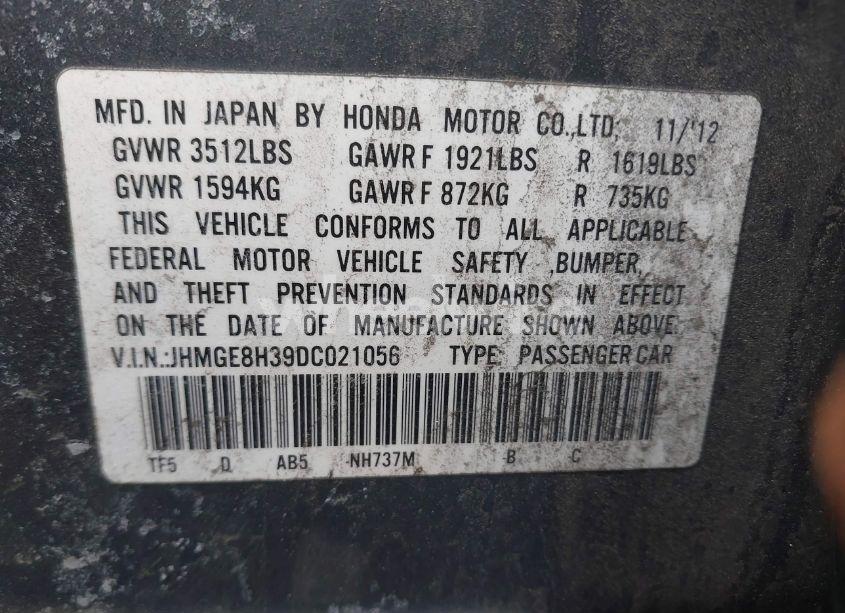 MFD. IN JAPAN BY HONDA MOTOR CO.,LTD. 11/'12
GVWR 3512LBS GAWR F 1921LBS R 1619LBS
GVWR 1594KG GAWR F 872KG R 735KG
THIS VEHICLE CONFORMS TO ALL APPLICABLE
FEDERAL MOTOR VEHICLE SAFETY ,BUMPER,
AND THEFT PREVENTION STANDARDS IN EFFECT
ON THE DATE OF MANUFACTURE SHOWN ABOVE.
V.I.N.:JHMGE8H39DC021056 TYPE: PASSENGER CAR
TF5 D AB5 NH737M B C